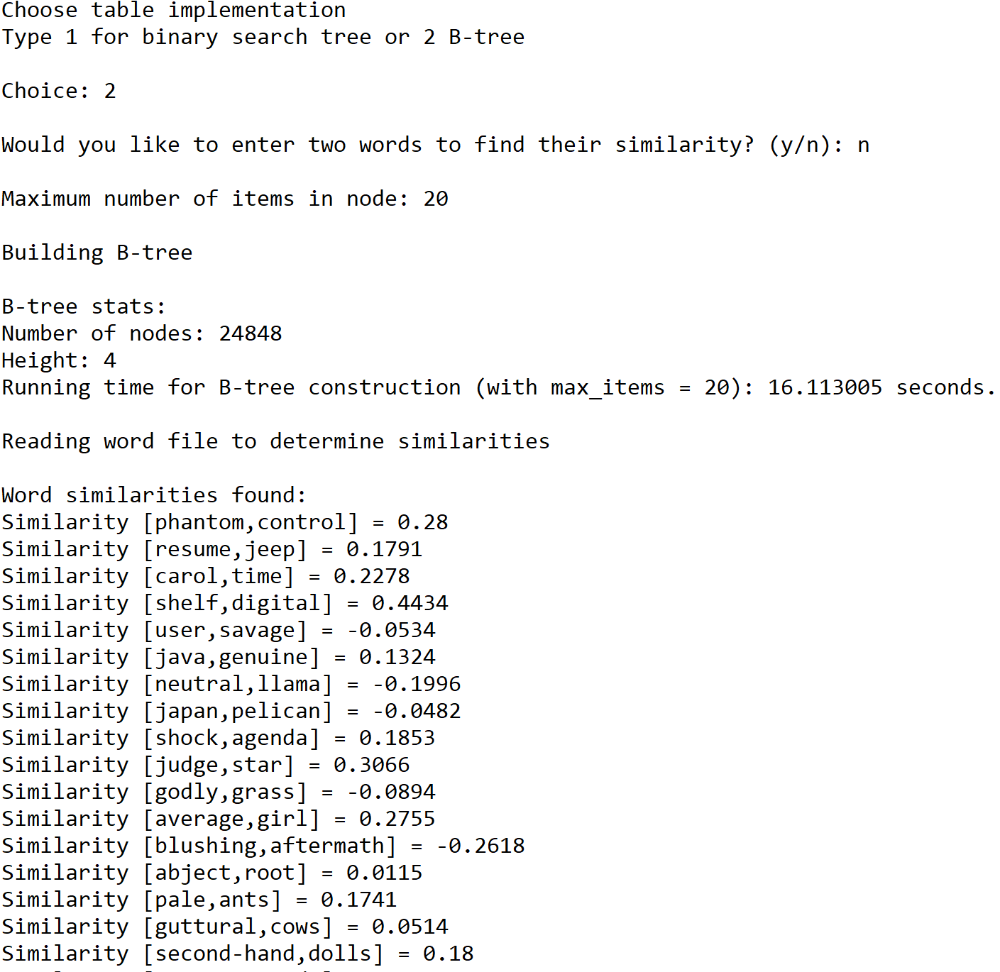 Choose table implementation
Type 1 for binary search tree or 2 B-tree
Choice: 2
Would you like to enter two words to find their similarity? (y/n): n
Maximum number of items in node: 20
Building B-tree
B-tree stats:
Number of nodes: 24848
Height: 4
Running time for B-tree construction (with max_items = 20): 16.113005 seconds.
Reading word file to determine similarities
Word similarities found:
Similarity [phantom,control] = 0.28
Similarity [resume,jeep] = 0.1791
Similarity [carol,time] = 0.2278
Similarity [shelf,digital] = 0.4434
Similarity [user,savage] = -0.0534
Similarity [java,genuine] = 0.1324
Similarity [neutral,llama] = -0.1996
Similarity [japan,pelican] = -0.0482
Similarity [shock,agenda] = 0.1853
Similarity [judge,star] = 0.3066
Similarity [godly,grass] = -0.0894
Similarity [average,girl] = 0.2755
Similarity [blushing,aftermath] = -0.2618
Similarity [abject,root] = 0.0115
Similarity [pale,ants] = 0.1741
Similarity [guttural,cows] = 0.0514
Similarity [second-hand,dolls] = 0.18